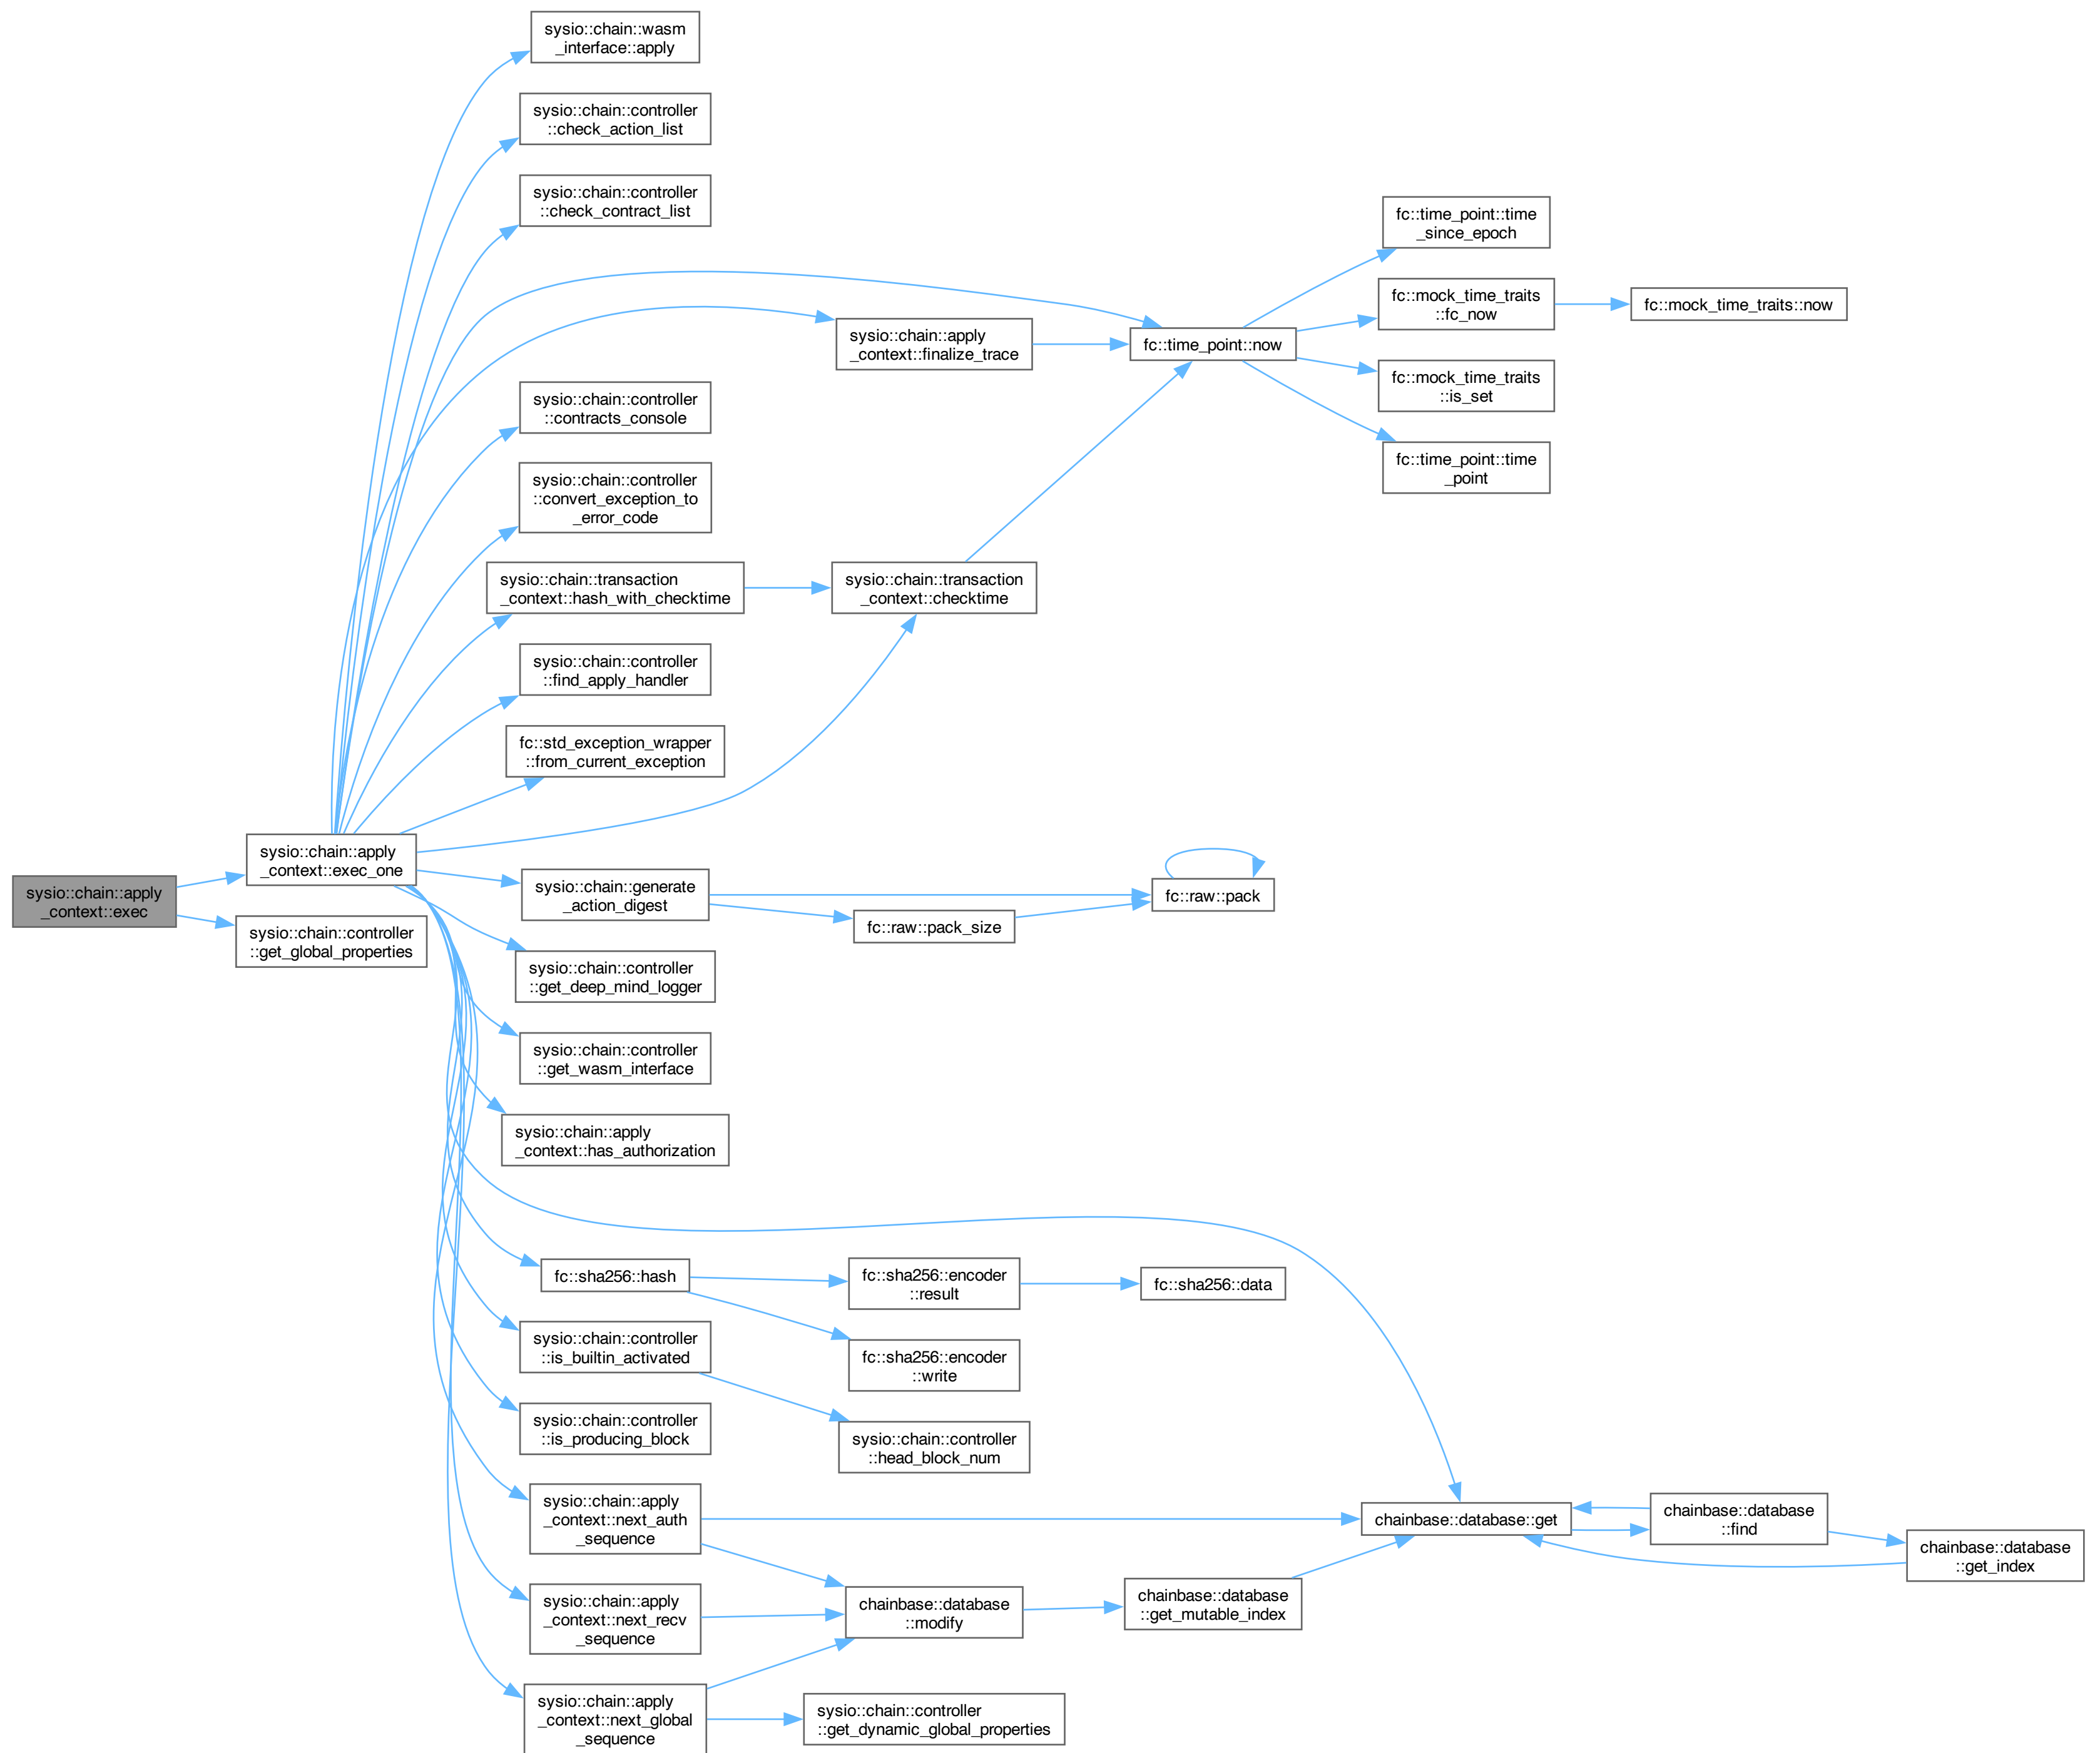 sysio::chain::apply
_context::exec
sysio::chain::apply
_context::exec_one
sysio::chain::controller
::get_global_properties
sysio::chain::wasm
_interface::apply
sysio::chain::controller
::check_action_list
sysio::chain::controller
::check_contract_list
sysio::chain::apply
_context::finalize_trace
sysio::chain::controller
::contracts_console
sysio::chain::controller
::convert_exception_to
_error_code
sysio::chain::transaction
_context::hash_with_checktime
sysio::chain::transaction
_context::checktime
sysio::chain::controller
::find_apply_handler
fc::std_exception_wrapper
::from_current_exception
sysio::chain::generate
_action_digest
fc::raw::pack_size
fc::raw::pack
sysio::chain::controller
::get_deep_mind_logger
sysio::chain::controller
::get_wasm_interface
sysio::chain::apply
_context::has_authorization
fc::sha256::hash
fc::sha256::encoder
::result
fc::sha256::data
fc::sha256::encoder
::write
sysio::chain::controller
::is_builtin_activated
sysio::chain::controller
::head_block_num
sysio::chain::controller
::is_producing_block
sysio::chain::apply
_context::next_auth
_sequence
sysio::chain::apply
_context::next_recv
_sequence
sysio::chain::apply
_context::next_global
_sequence
chainbase::database
::modify
sysio::chain::controller
::get_dynamic_global_properties
chainbase::database
::get_mutable_index
chainbase::database::get
chainbase::database
::find
chainbase::database
::get_index
fc::time_point::now
fc::time_point::time
_since_epoch
fc::mock_time_traits
::fc_now
fc::mock_time_traits::now
fc::mock_time_traits
::is_set
fc::time_point::time
_point